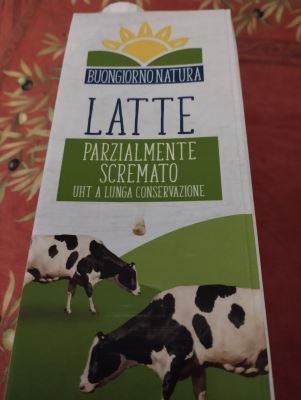 BUONGIORNO NATURA
LATTE
PARZIALMENTE
SCREMATO
UHT A LUNGA CONSERVAZIONE